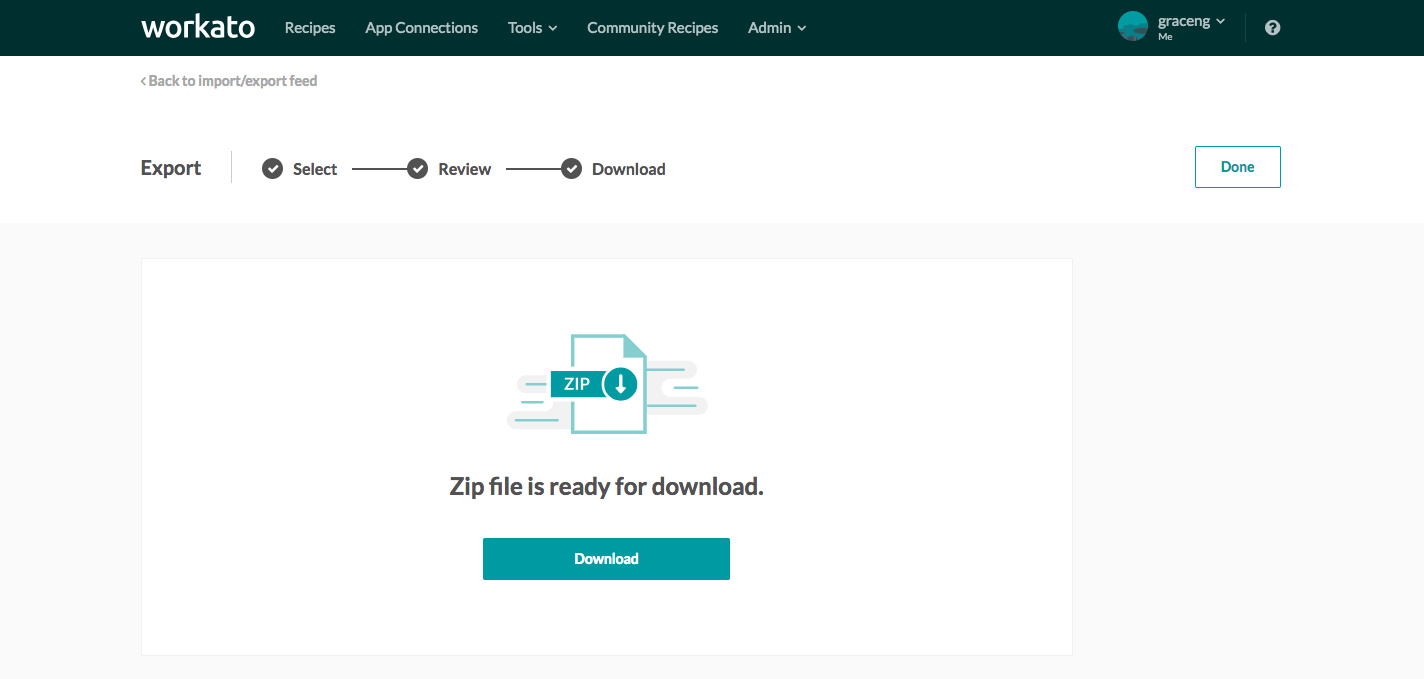 workato Recipes App Connections Tools Community Recipes Admin graceng
Me
Back to import/export feed
Export Select Review Download Done
ZIP
Zip file is ready for download.
Download